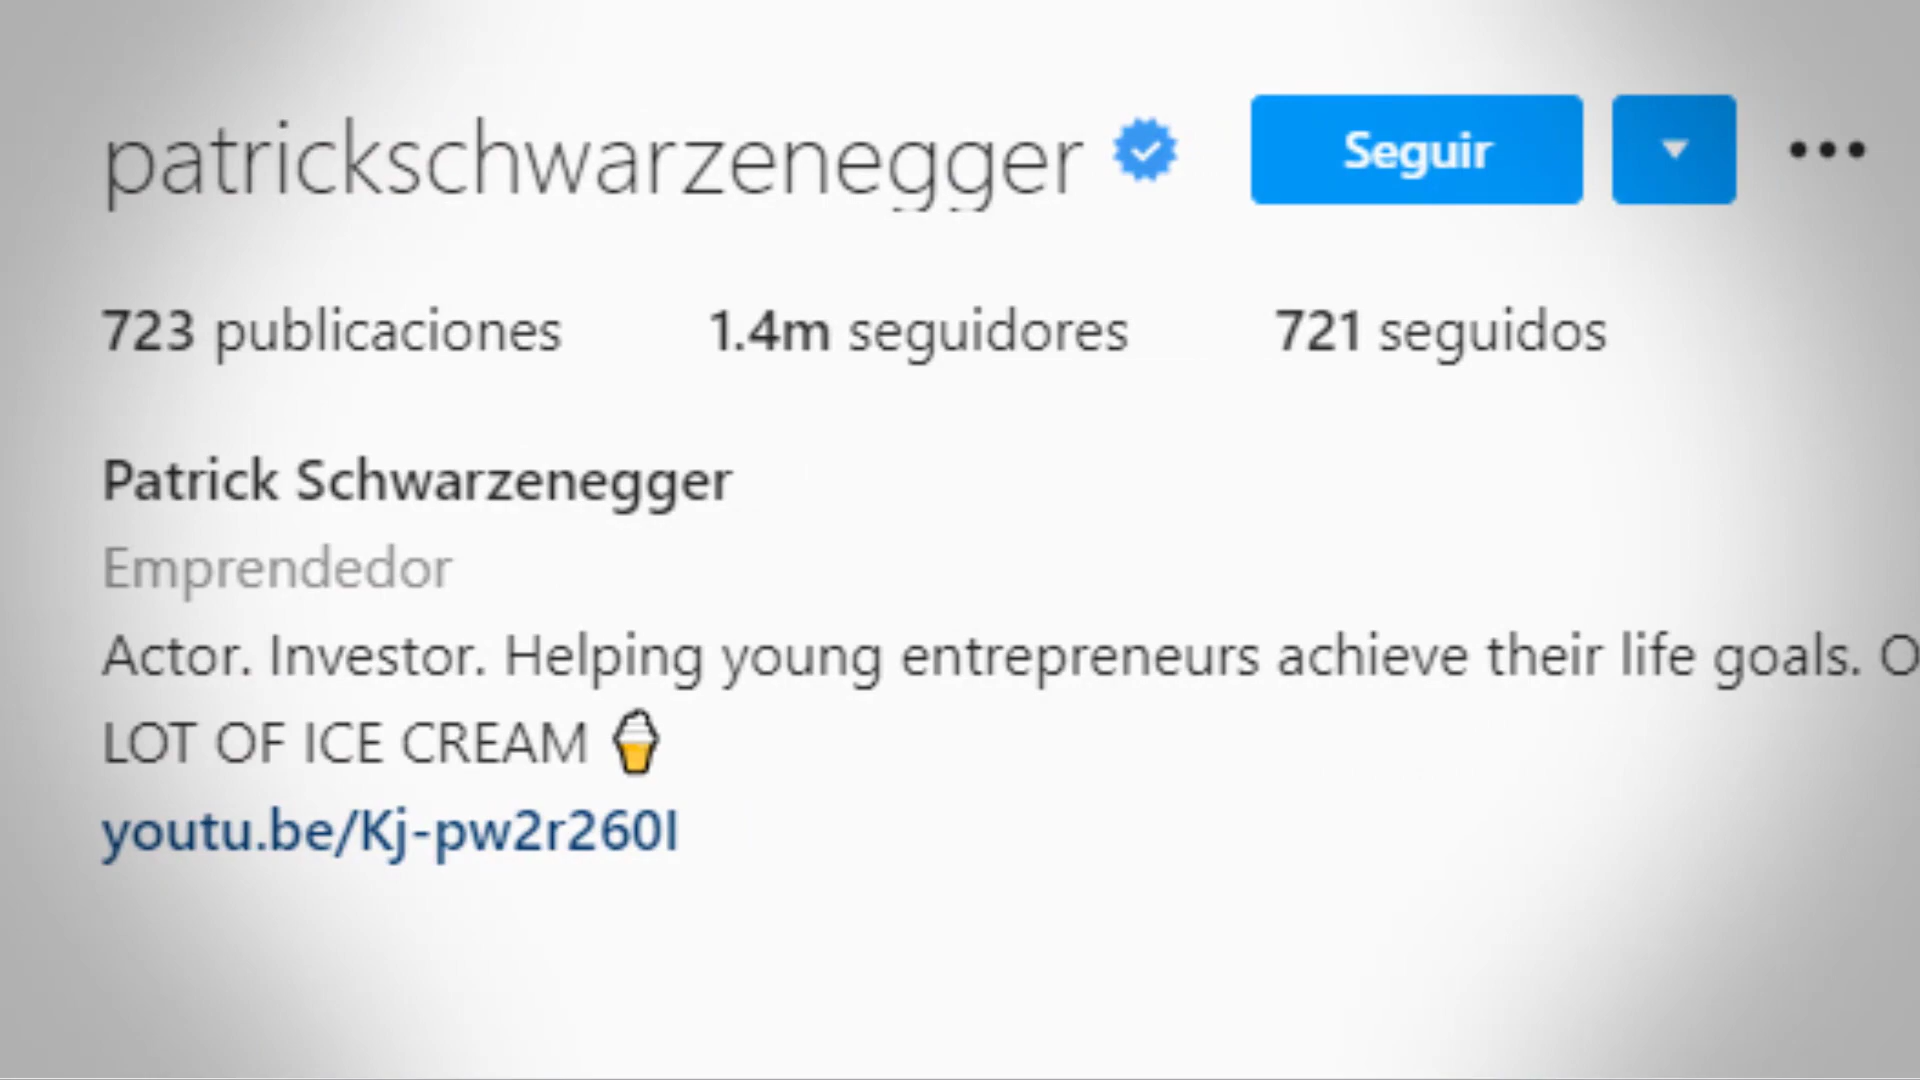 patrickschwarzenegger Seguir
723 publicaciones 1.4m seguidores 721 seguidos
Patrick Schwarzenegger
Emprendedor
Actor. Investor. Helping young entrepreneurs achieve their life goals. O
LOT OF ICE CREAM 🍦
youtu.be/Kj-pw2r260I